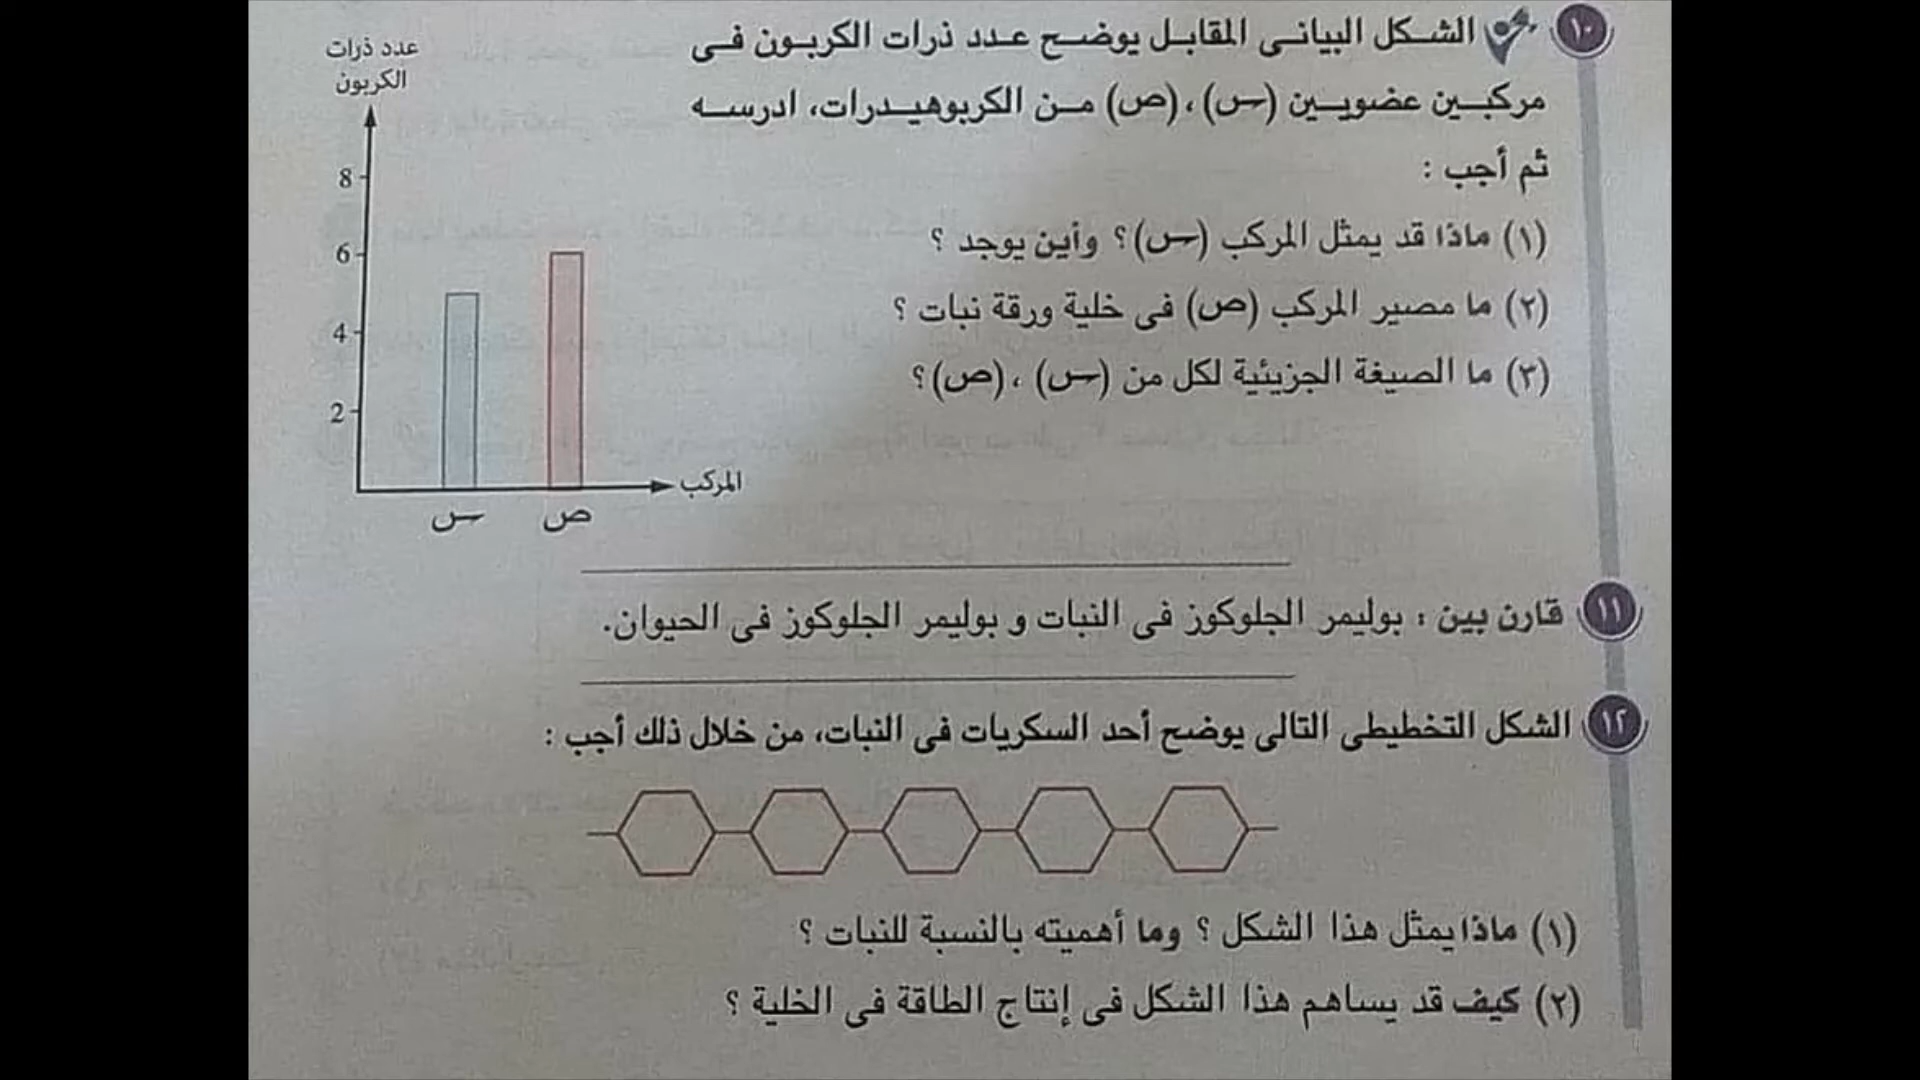 ١٠ الشكل البيانى المقابل يوضح عدد ذرات الكربون فى
مركبين عضويين (س)، (ص) من الكربوهيدرات، ادرسه
ثم أجب :
(١) ماذا قد يمثل المركب (س)؟ وأين يوجد ؟
(٢) ما مصير المركب (ص) فى خلية ورقة نبات ؟
(٣) ما الصيغة الجزيئية لكل من (س) ، (ص)؟
عدد ذرات
الكربون
8
6
4
2
المركب
س ص
١١ قارن بين : بوليمر الجلوكوز فى النبات و بوليمر الجلوكوز فى الحيوان.
١٢ الشكل التخطيطى التالى يوضح أحد السكريات فى النبات، من خلال ذلك أجب :
(١) ماذا يمثل هذا الشكل ؟ وما أهميته بالنسبة للنبات ؟
(٢) كيف قد يساهم هذا الشكل فى إنتاج الطاقة فى الخلية ؟